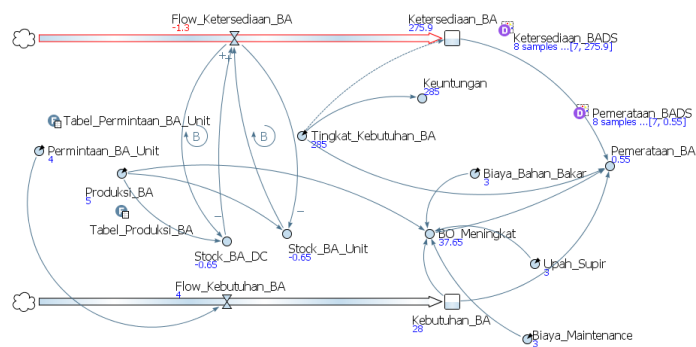 Flow_Ketersediaan_BA
-1.3
Ketersediaan_BA
275.9
D
Ketersediaan_BADS
8 samples ...[7, 275.9]
Keuntungan
285
D
Pemerataan_BADS
8 samples ...[7, 0.55]
Tabel_Permintaan_BA_Unit
Permintaan_BA_Unit
4
B
B
Tingkat_Kebutuhan_BA
285
Pemerataan_BA
0.55
Produksi_BA
5
Biaya_Bahan_Bakar
3
Tabel_Produksi_BA
Stock_BA_DC
-0.65
Stock_BA_Unit
-0.65
BO_Meningkat
37.65
Upah_Supir
3
Flow_Kebutuhan_BA
4
Kebutuhan_BA
28
Biaya_Maintenance
3